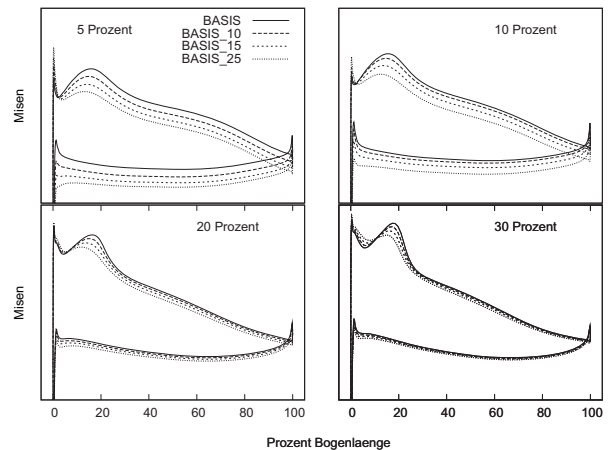 BASIS
5 Prozent
BASIS_10
BASIS_15
BASIS_25
10 Prozent
Misen
20 Prozent
30 Prozent
Misen
0 20 40 60 80 100
0 20 40 60 80 100
Prozent Bogenlaenge